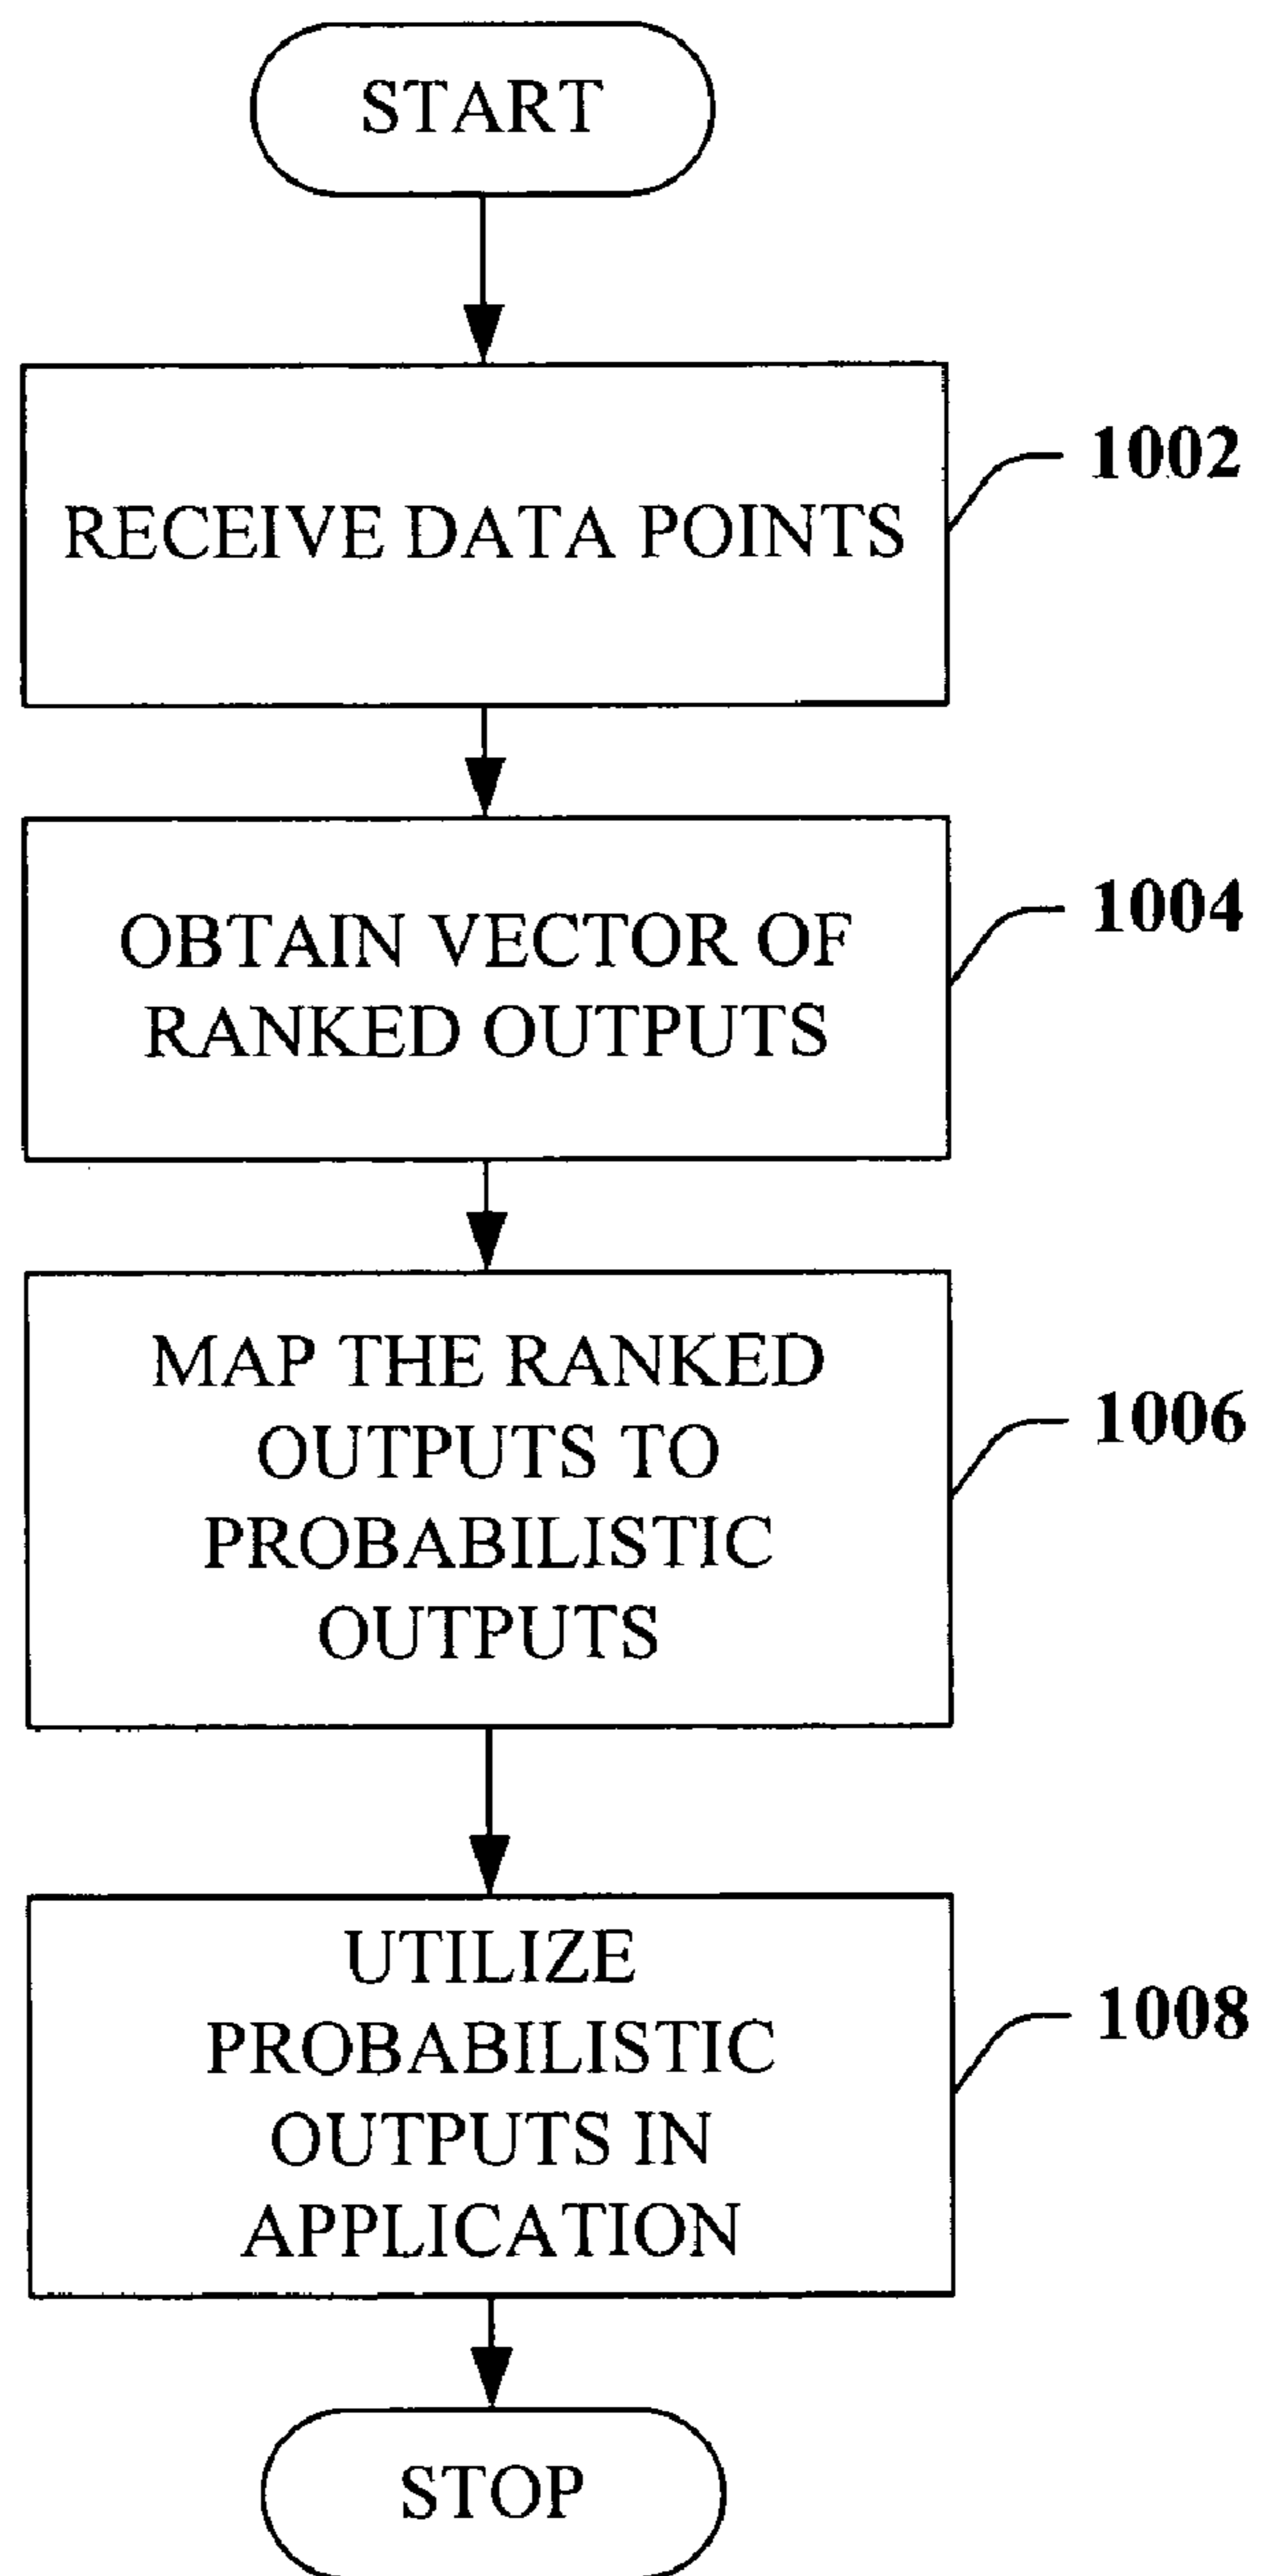 START
RECEIVE DATA POINTS
1002
OBTAIN VECTOR OF
RANKED OUTPUTS
1004
MAP THE RANKED
OUTPUTS TO
PROBABILISTIC
OUTPUTS
1006
UTILIZE
PROBABILISTIC
OUTPUTS IN
APPLICATION
1008
STOP